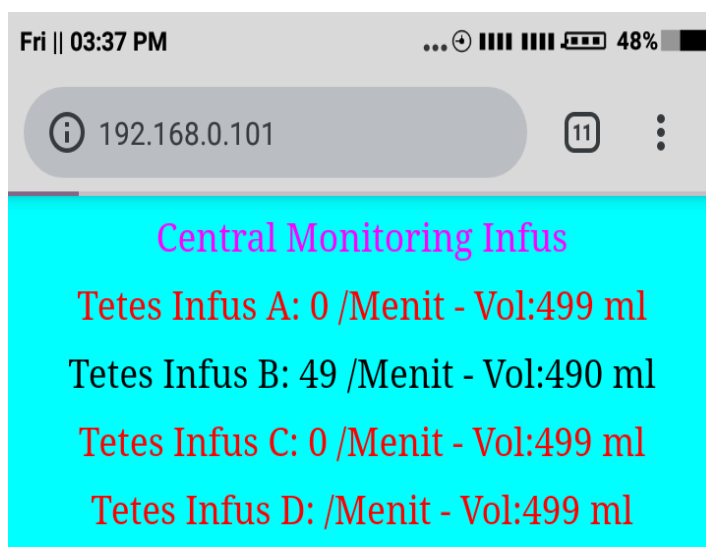 Fri || 03:37 PM 48%
192.168.0.101 11
Central Monitoring Infus
Tetes Infus A: 0 /Menit - Vol:499 ml
Tetes Infus B: 49 /Menit - Vol:490 ml
Tetes Infus C: 0 /Menit - Vol:499 ml
Tetes Infus D: /Menit - Vol:499 ml